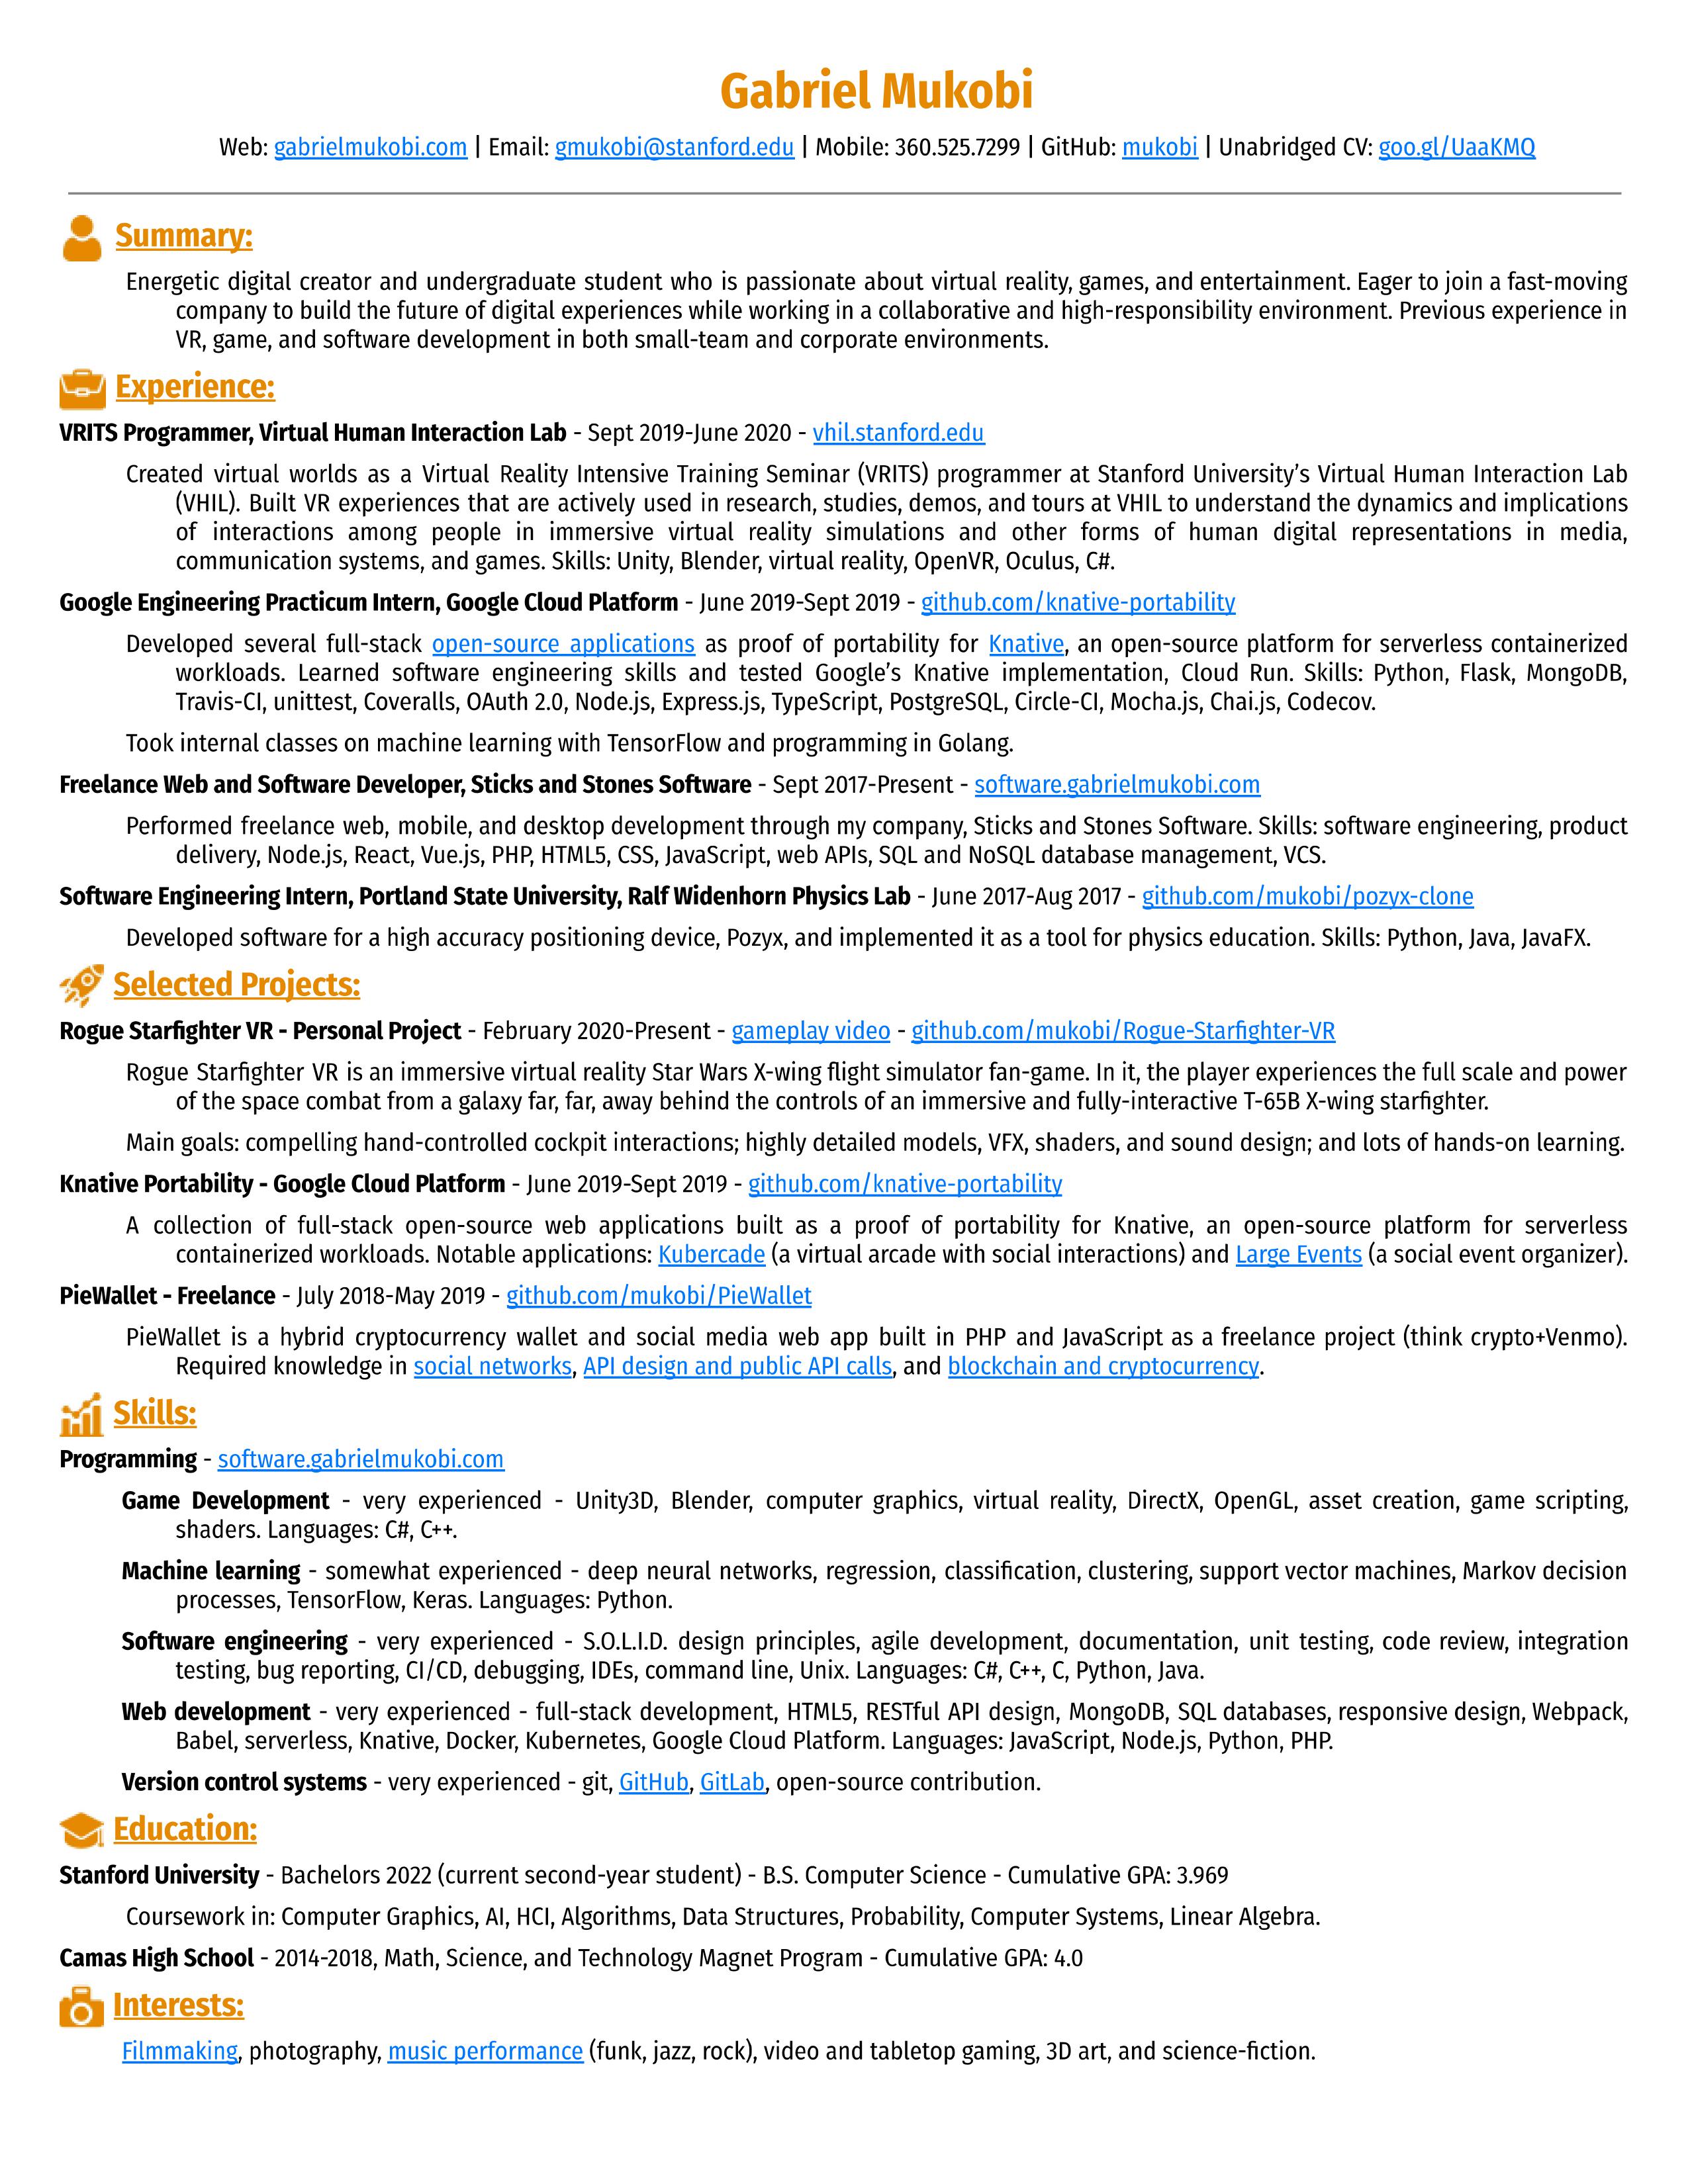 Gabriel Mukobi
Web: gabrielmukobi.com | Email: gmukobi@stanford.edu | Mobile: 360.525.7299 | GitHub: mukobi | Unabridged CV: goo.gl/UaaKMQ
Summary:
Energetic digital creator and undergraduate student who is passionate about virtual reality, games, and entertainment. Eager to join a fast-moving
company to build the future of digital experiences while working in a collaborative and high-responsibility environment. Previous experience in
VR, game, and software development in both small-team and corporate environments.
Experience:
VRITS Programmer, Virtual Human Interaction Lab - Sept 2019-June 2020 - vhil.stanford.edu
Created virtual worlds as a Virtual Reality Intensive Training Seminar (VRITS) programmer at Stanford University’s Virtual Human Interaction Lab
(VHIL). Built VR experiences that are actively used in research, studies, demos, and tours at VHIL to understand the dynamics and implications
of interactions among people in immersive virtual reality simulations and other forms of human digital representations in media,
communication systems, and games. Skills: Unity, Blender, virtual reality, OpenVR, Oculus, C#.
Google Engineering Practicum Intern, Google Cloud Platform - June 2019-Sept 2019 - github.com/knative-portability
Developed several full-stack open-source applications as proof of portability for Knative, an open-source platform for serverless containerized
workloads. Learned software engineering skills and tested Google’s Knative implementation, Cloud Run. Skills: Python, Flask, MongoDB,
Travis-CI, unittest, Coveralls, OAuth 2.0, Node.js, Express.js, TypeScript, PostgreSQL, Circle-CI, Mocha.js, Chai.js, Codecov.
Took internal classes on machine learning with TensorFlow and programming in Golang.
Freelance Web and Software Developer, Sticks and Stones Software - Sept 2017-Present - software.gabrielmukobi.com
Performed freelance web, mobile, and desktop development through my company, Sticks and Stones Software. Skills: software engineering, product
delivery, Node.js, React, Vue.js, PHP, HTML5, CSS, JavaScript, web APIs, SQL and NoSQL database management, VCS.
Software Engineering Intern, Portland State University, Ralf Widenhorn Physics Lab - June 2017-Aug 2017 - github.com/mukobi/pozyx-clone
Developed software for a high accuracy positioning device, Pozyx, and implemented it as a tool for physics education. Skills: Python, Java, JavaFX.
Selected Projects:
Rogue Starfighter VR - Personal Project - February 2020-Present - gameplay video - github.com/mukobi/Rogue-Starfighter-VR
Rogue Starfighter VR is an immersive virtual reality Star Wars X-wing flight simulator fan-game. In it, the player experiences the full scale and power
of the space combat from a galaxy far, far, away behind the controls of an immersive and fully-interactive T-65B X-wing starfighter.
Main goals: compelling hand-controlled cockpit interactions; highly detailed models, VFX, shaders, and sound design; and lots of hands-on learning.
Knative Portability - Google Cloud Platform - June 2019-Sept 2019 - github.com/knative-portability
A collection of full-stack open-source web applications built as a proof of portability for Knative, an open-source platform for serverless
containerized workloads. Notable applications: Kubercade (a virtual arcade with social interactions) and Large Events (a social event organizer).
PieWallet - Freelance - July 2018-May 2019 - github.com/mukobi/PieWallet
PieWallet is a hybrid cryptocurrency wallet and social media web app built in PHP and JavaScript as a freelance project (think crypto+Venmo).
Required knowledge in social networks, API design and public API calls, and blockchain and cryptocurrency.
Skills:
Programming - software.gabrielmukobi.com
Game Development - very experienced - Unity3D, Blender, computer graphics, virtual reality, DirectX, OpenGL, asset creation, game scripting,
shaders. Languages: C#, C++.
Machine learning - somewhat experienced - deep neural networks, regression, classification, clustering, support vector machines, Markov decision
processes, TensorFlow, Keras. Languages: Python.
Software engineering - very experienced - S.O.L.I.D. design principles, agile development, documentation, unit testing, code review, integration
testing, bug reporting, CI/CD, debugging, IDEs, command line, Unix. Languages: C#, C++, C, Python, Java.
Web development - very experienced - full-stack development, HTML5, RESTful API design, MongoDB, SQL databases, responsive design, Webpack,
Babel, serverless, Knative, Docker, Kubernetes, Google Cloud Platform. Languages: JavaScript, Node.js, Python, PHP.
Version control systems - very experienced - git, GitHub, GitLab, open-source contribution.
Education:
Stanford University - Bachelors 2022 (current second-year student) - B.S. Computer Science - Cumulative GPA: 3.969
Coursework in: Computer Graphics, AI, HCI, Algorithms, Data Structures, Probability, Computer Systems, Linear Algebra.
Camas High School - 2014-2018, Math, Science, and Technology Magnet Program - Cumulative GPA: 4.0
Interests:
Filmmaking, photography, music performance (funk, jazz, rock), video and tabletop gaming, 3D art, and science-fiction.